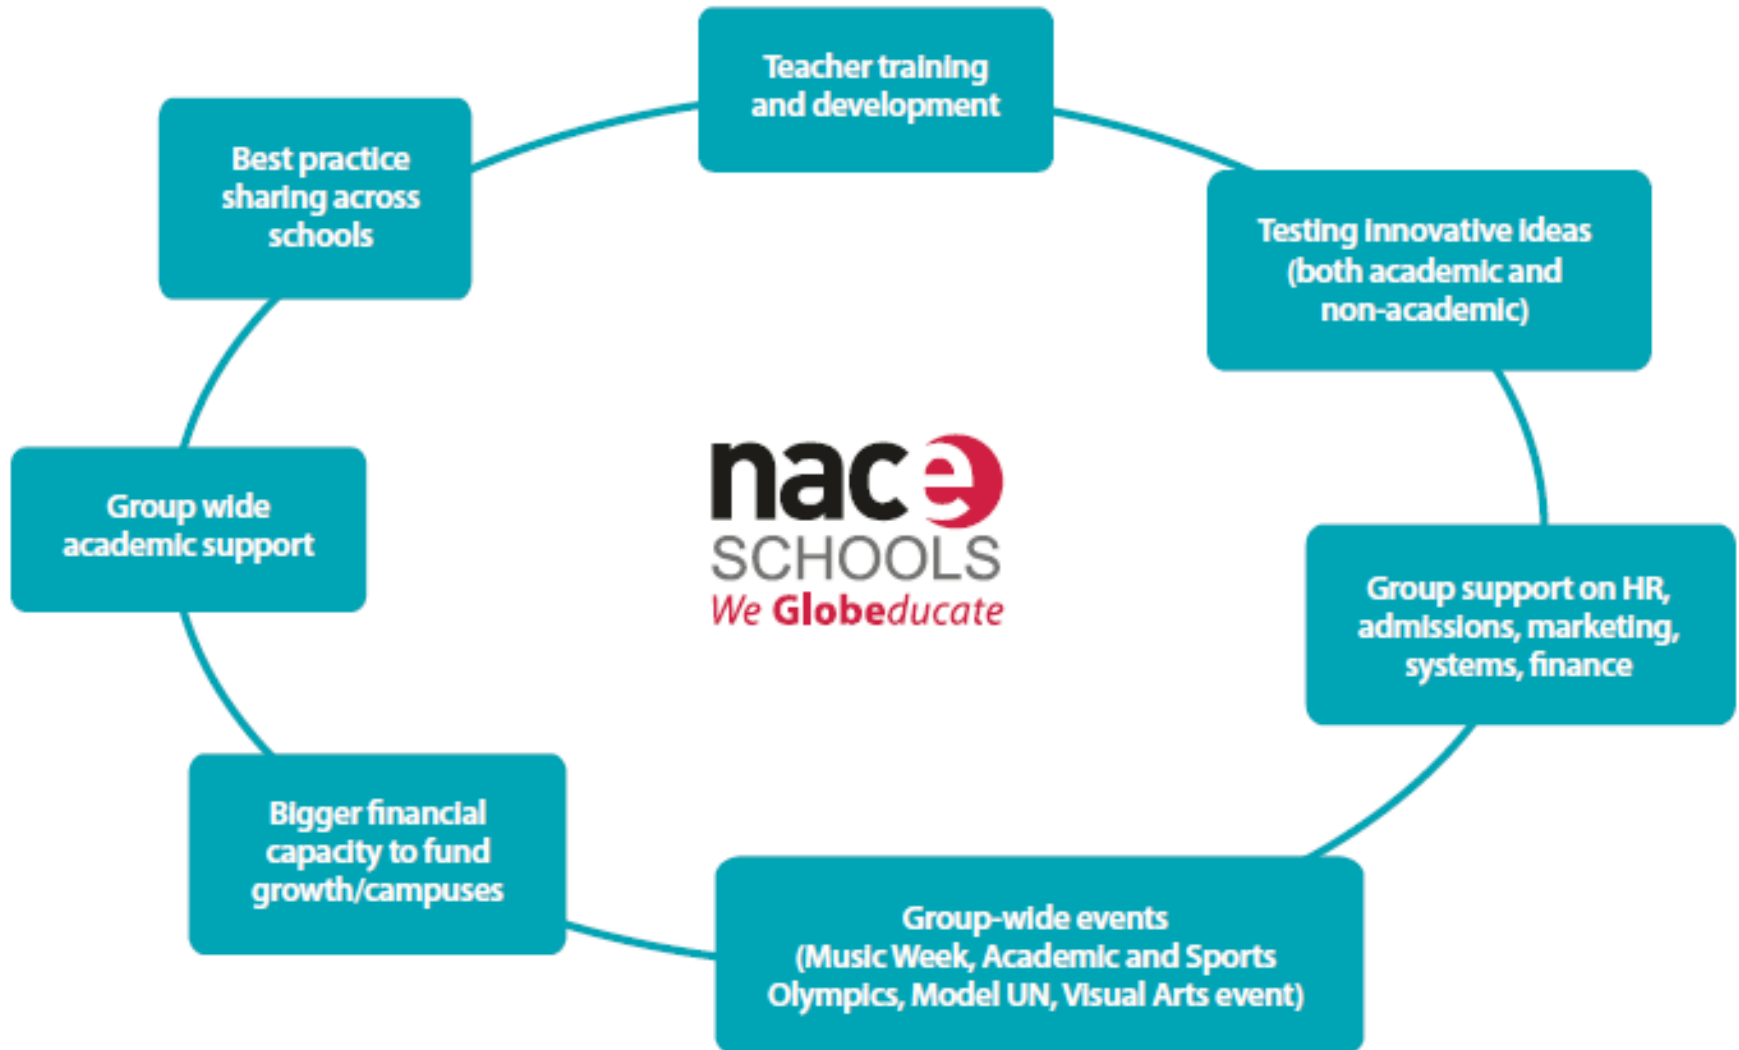 Teacher training
and development
Testing innovative ideas
(both academic and
non-academic)
Group support on HR,
admissions, marketing,
systems, finance
Group-wide events
(Music Week, Academic and Sports
Olympics, Model UN, Visual Arts event)
Bigger financial
capacity to fund
growth/campuses
Group wide
academic support
Best practice
sharing across
schools
nace
SCHOOLS
We Globeducate